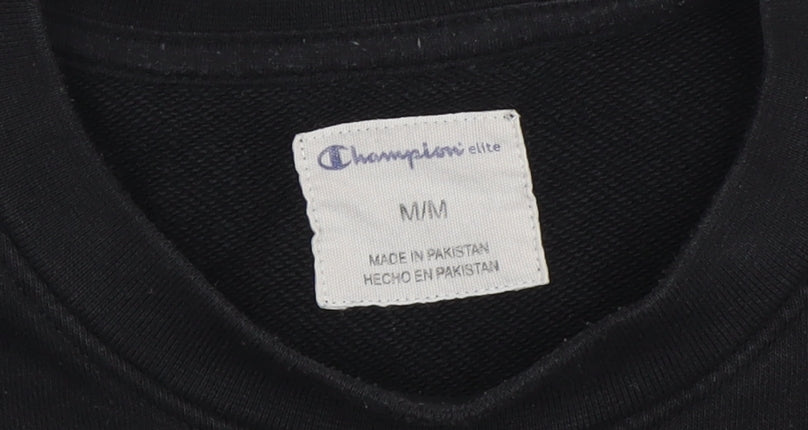 Champion elite
M/M
MADE IN PAKISTAN
HECHO EN PAKISTAN